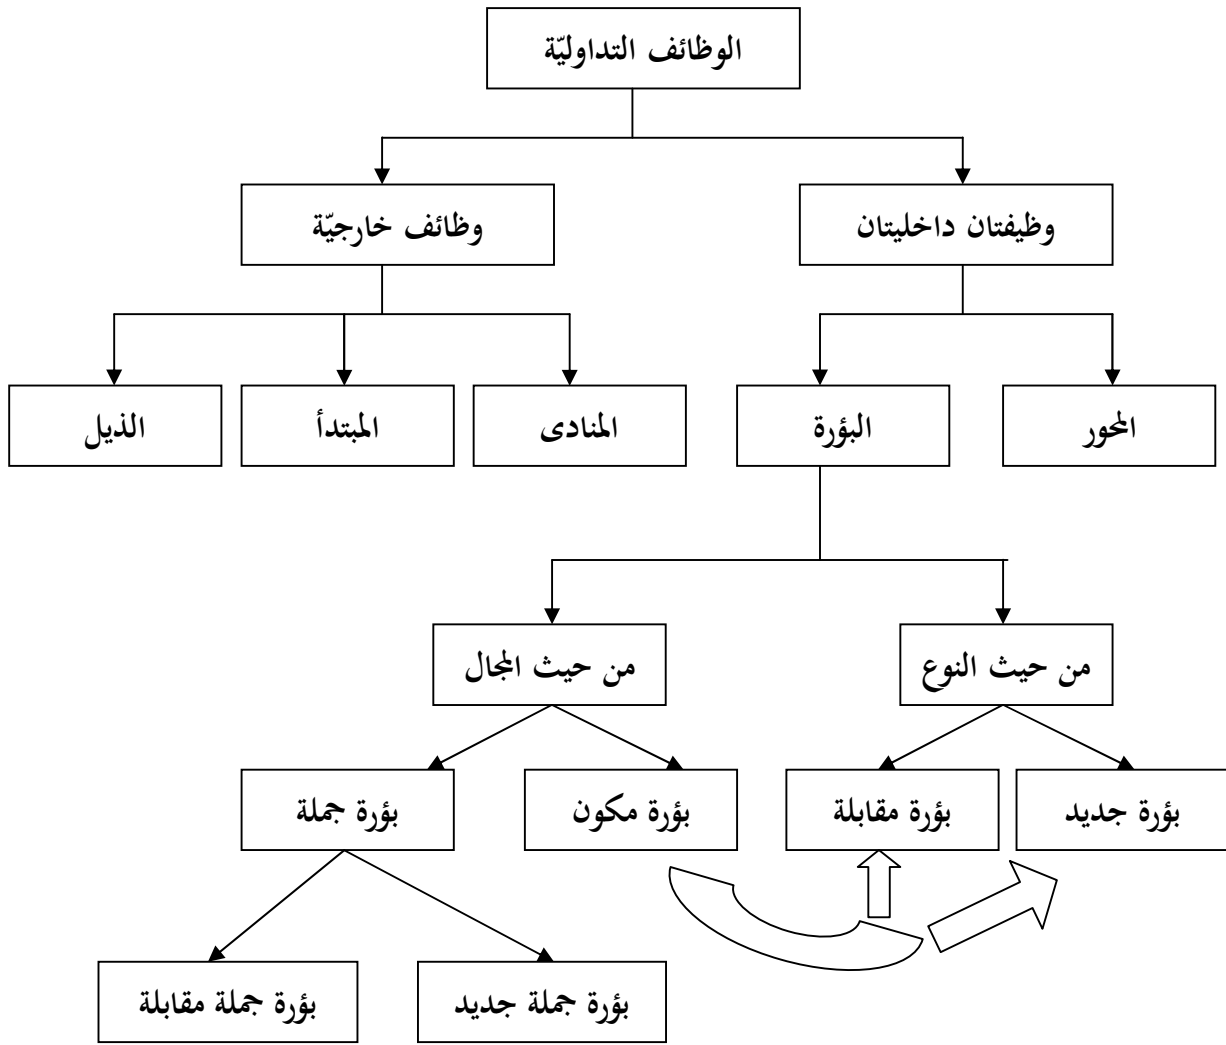 الوظائف التداوليّة
وظيفتان داخليتان
وظائف خارجيّة
المحور
البؤرة
المنادى
المبتدأ
الذيل
من حيث النوع
من حيث المجال
بؤرة جديد
بؤرة مقابلة
بؤرة مكون
بؤرة جملة
بؤرة جملة جديد
بؤرة جملة مقابلة